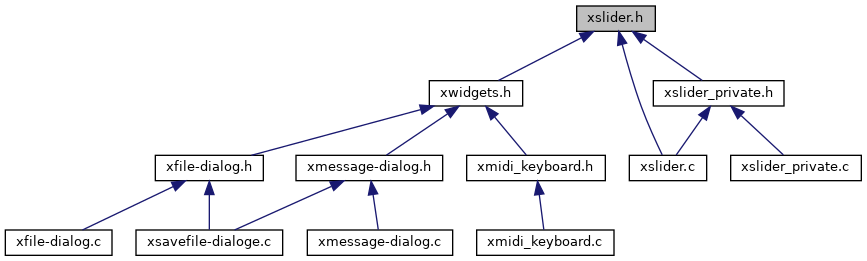 xslider.h
xwidgets.h
xslider_private.h
xfile-dialog.h
xmessage-dialog.h
xmidi_keyboard.h
xslider.c
xslider_private.c
xfile-dialog.c
xsavefile-dialoge.c
xmessage-dialog.c
xmidi_keyboard.c